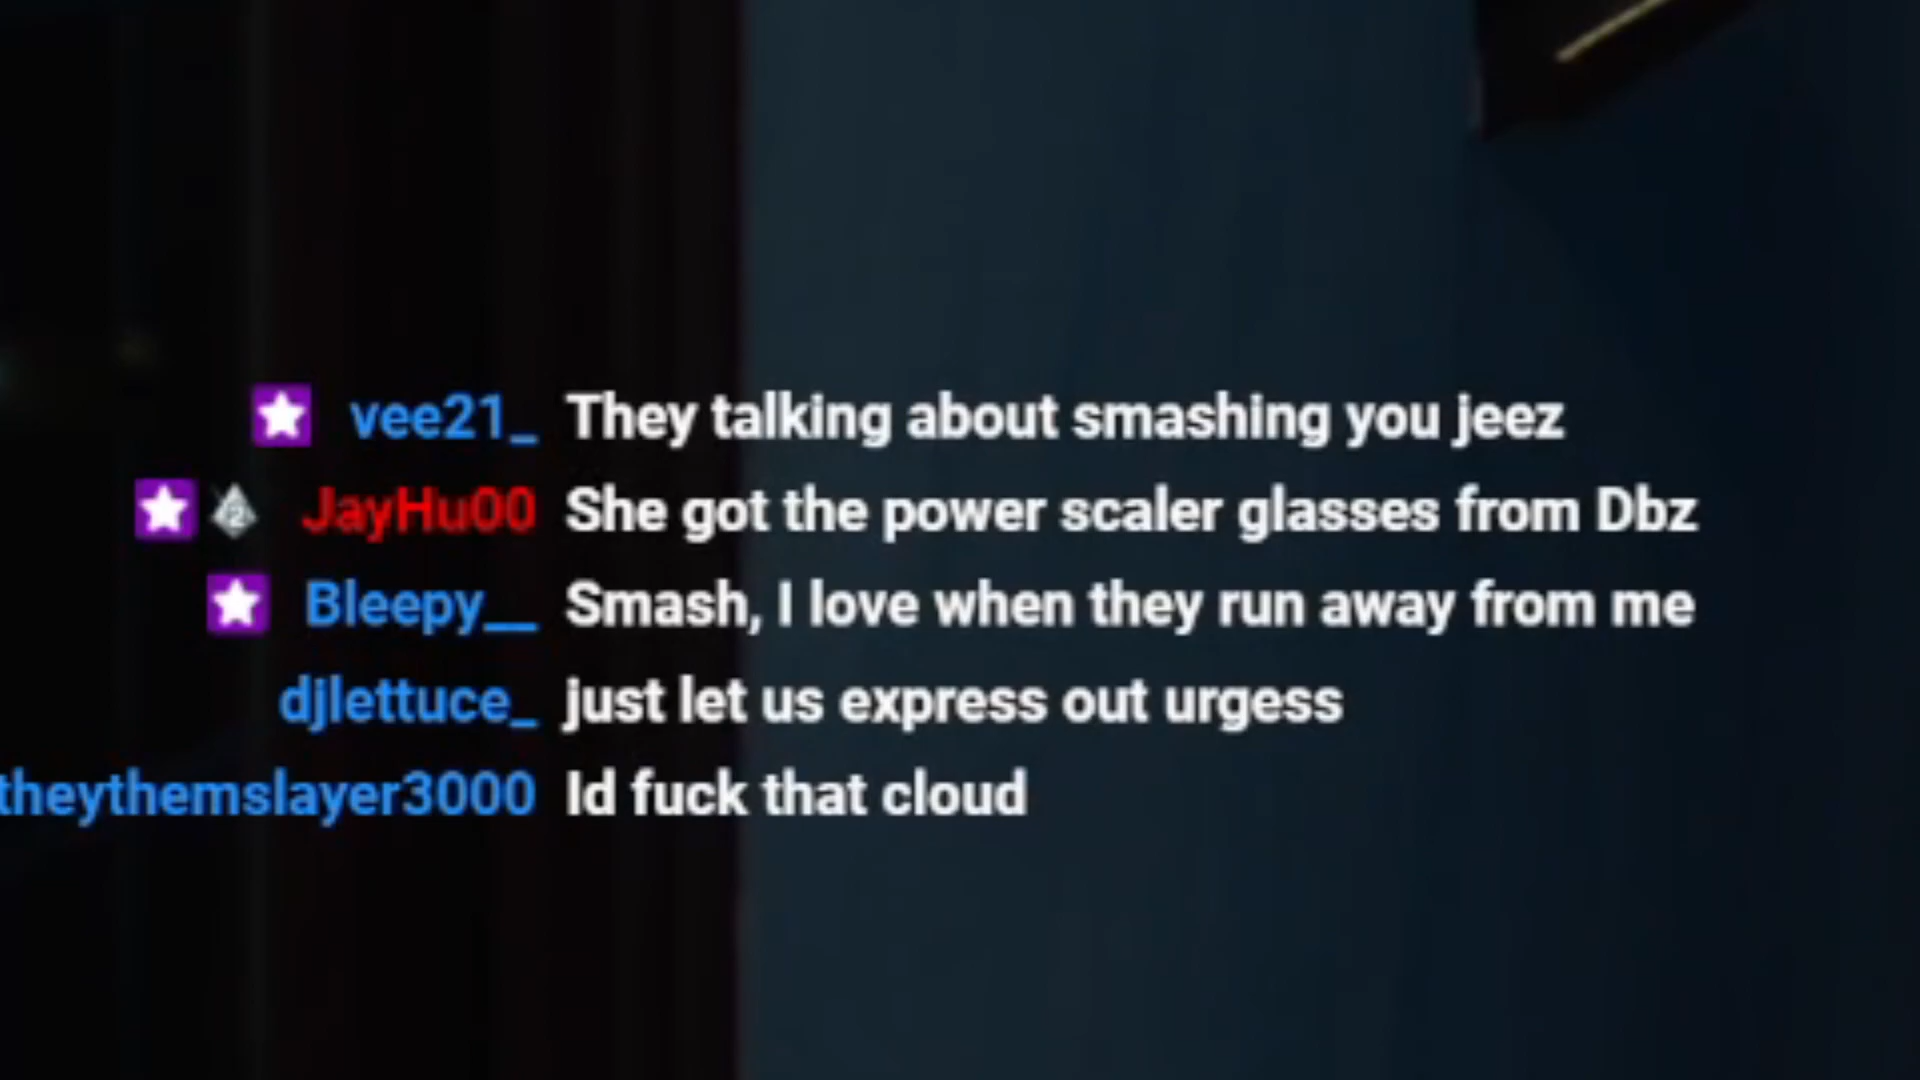 vee21_ They talking about smashing you jeez
JayHu00 She got the power scaler glasses from Dbz
Bleepy__ Smash, I love when they run away from me
djlettuce_ just let us express out urgess
theythemslayer3000 Id fuck that cloud